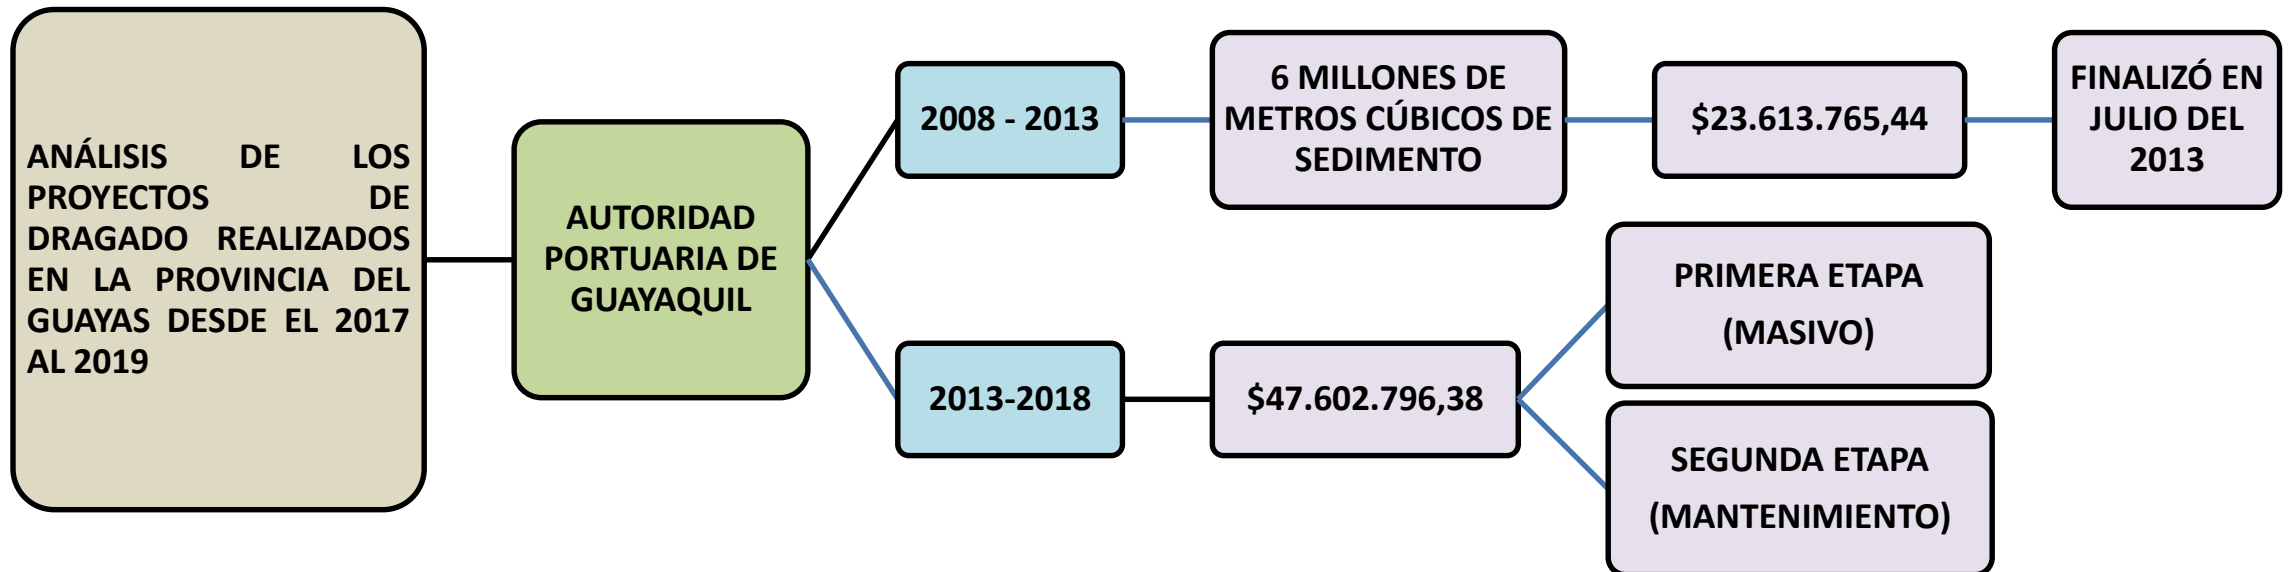 ANÁLISIS DE LOS
PROYECTOS DE
DRAGADO REALIZADOS
EN LA PROVINCIA DEL
GUAYAS DESDE EL 2017
AL 2019
AUTORIDAD
PORTUARIA DE
GUAYAQUIL
2008 - 2013
6 MILLONES DE
METROS CÚBICOS DE
SEDIMENTO
$23.613.765,44
FINALIZÓ EN
JULIO DEL
2013
2013-2018
$47.602.796,38
PRIMERA ETAPA
(MASIVO)
SEGUNDA ETAPA
(MANTENIMIENTO)